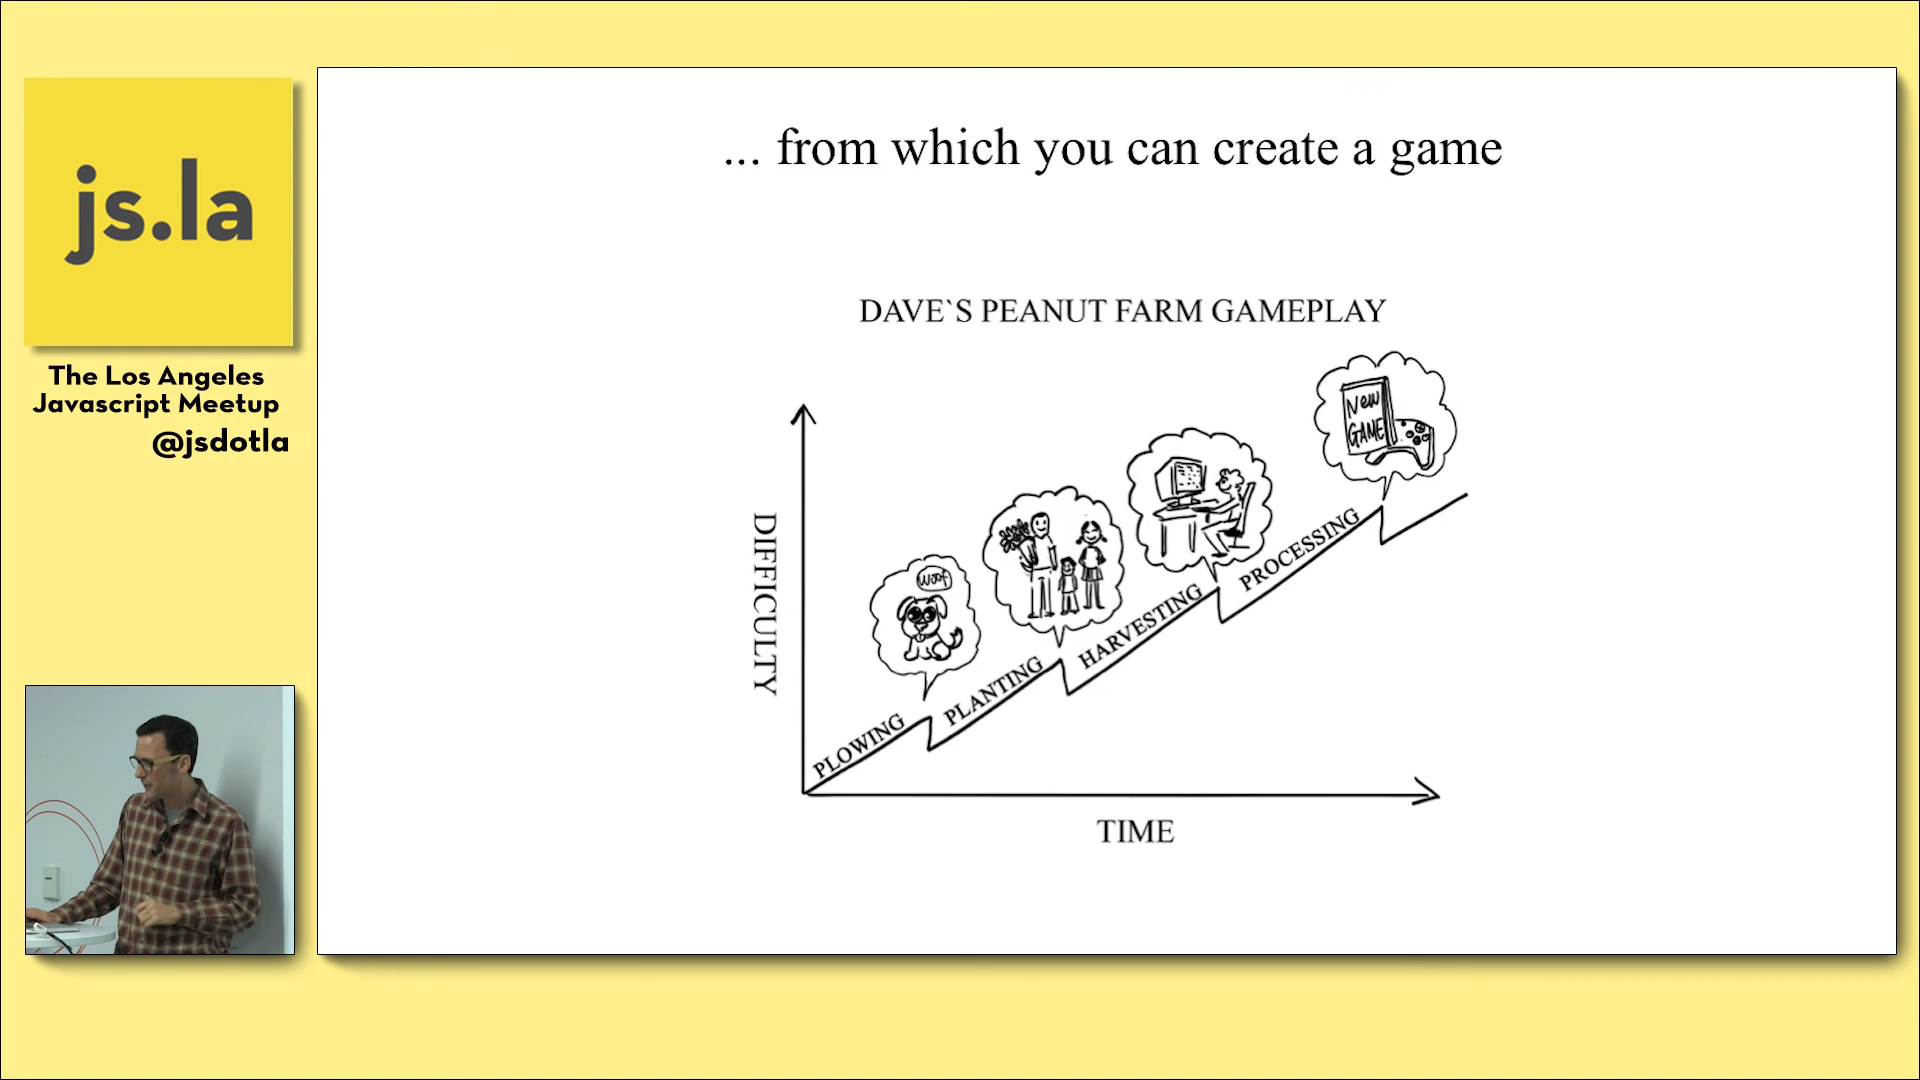 js.la
The Los Angeles
Javascript Meetup
@jsdotla
... from which you can create a game
DAVE`S PEANUT FARM GAMEPLAY
DIFFICULTY
TIME
PLOWING
PLANTING
HARVESTING
PROCESSING
woof
New
GAME